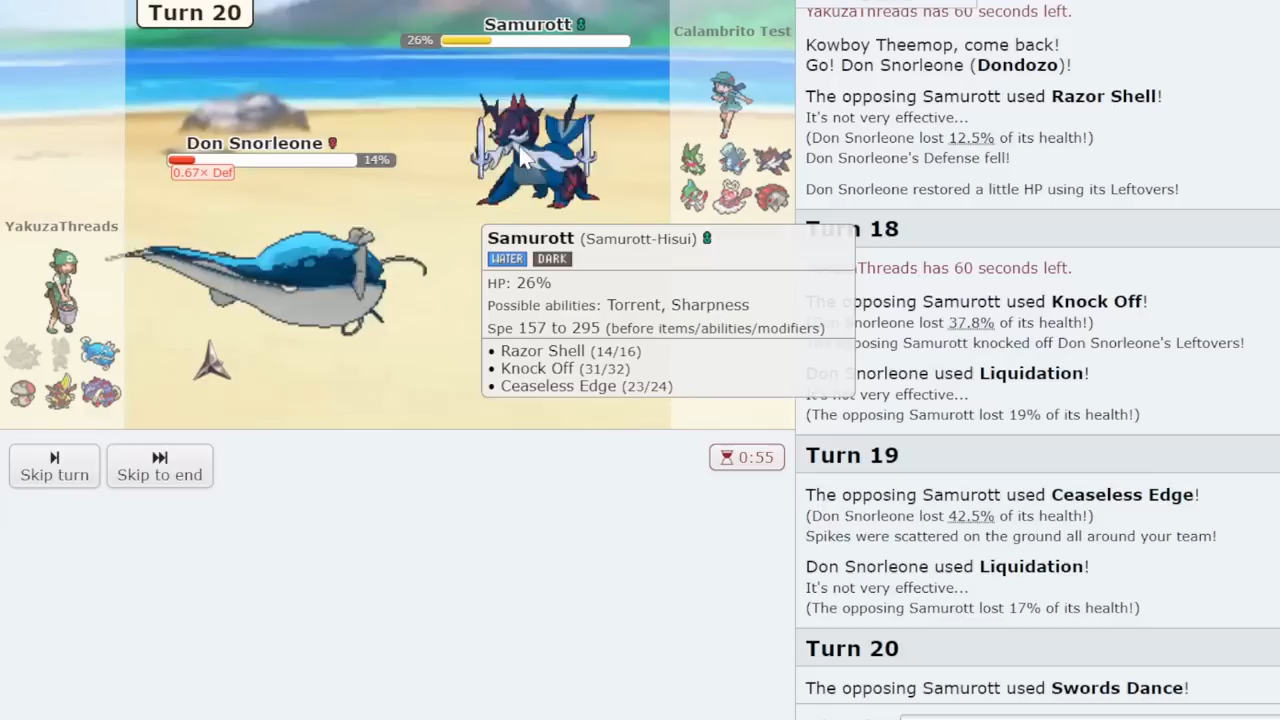 Turn 20
Samurott
26%
Calambrito Test
Don Snorleone
14%
0.67× Def
YakuzaThreads
Samurott (Samurott-Hisui)
WATER DARK
HP: 26%
Possible abilities: Torrent, Sharpness
Spe 157 to 295 (before items/abilities/modifiers)
• Razor Shell (14/16)
• Knock Off (31/32)
• Ceaseless Edge (23/24)
Skip turn
Skip to end
0:55
YakuzaThreads has 60 seconds left.
Kowboy Theemop, come back!
Go! Don Snorleone (Dondozo)!
The opposing Samurott used Razor Shell!
It's not very effective...
(Don Snorleone lost 12.5% of its health!)
Don Snorleone's Defense fell!
Don Snorleone restored a little HP using its Leftovers!
Turn 18
Threads has 60 seconds left.
The opposing Samurott used Knock Off!
(Don Snorleone lost 37.8% of its health!)
opposing Samurott knocked off Don Snorleone's Leftovers!
Don Snorleone used Liquidation!
It's not very effective...
(The opposing Samurott lost 19% of its health!)
Turn 19
The opposing Samurott used Ceaseless Edge!
(Don Snorleone lost 42.5% of its health!)
Spikes were scattered on the ground all around your team!
Don Snorleone used Liquidation!
It's not very effective...
(The opposing Samurott lost 17% of its health!)
Turn 20
The opposing Samurott used Swords Dance!